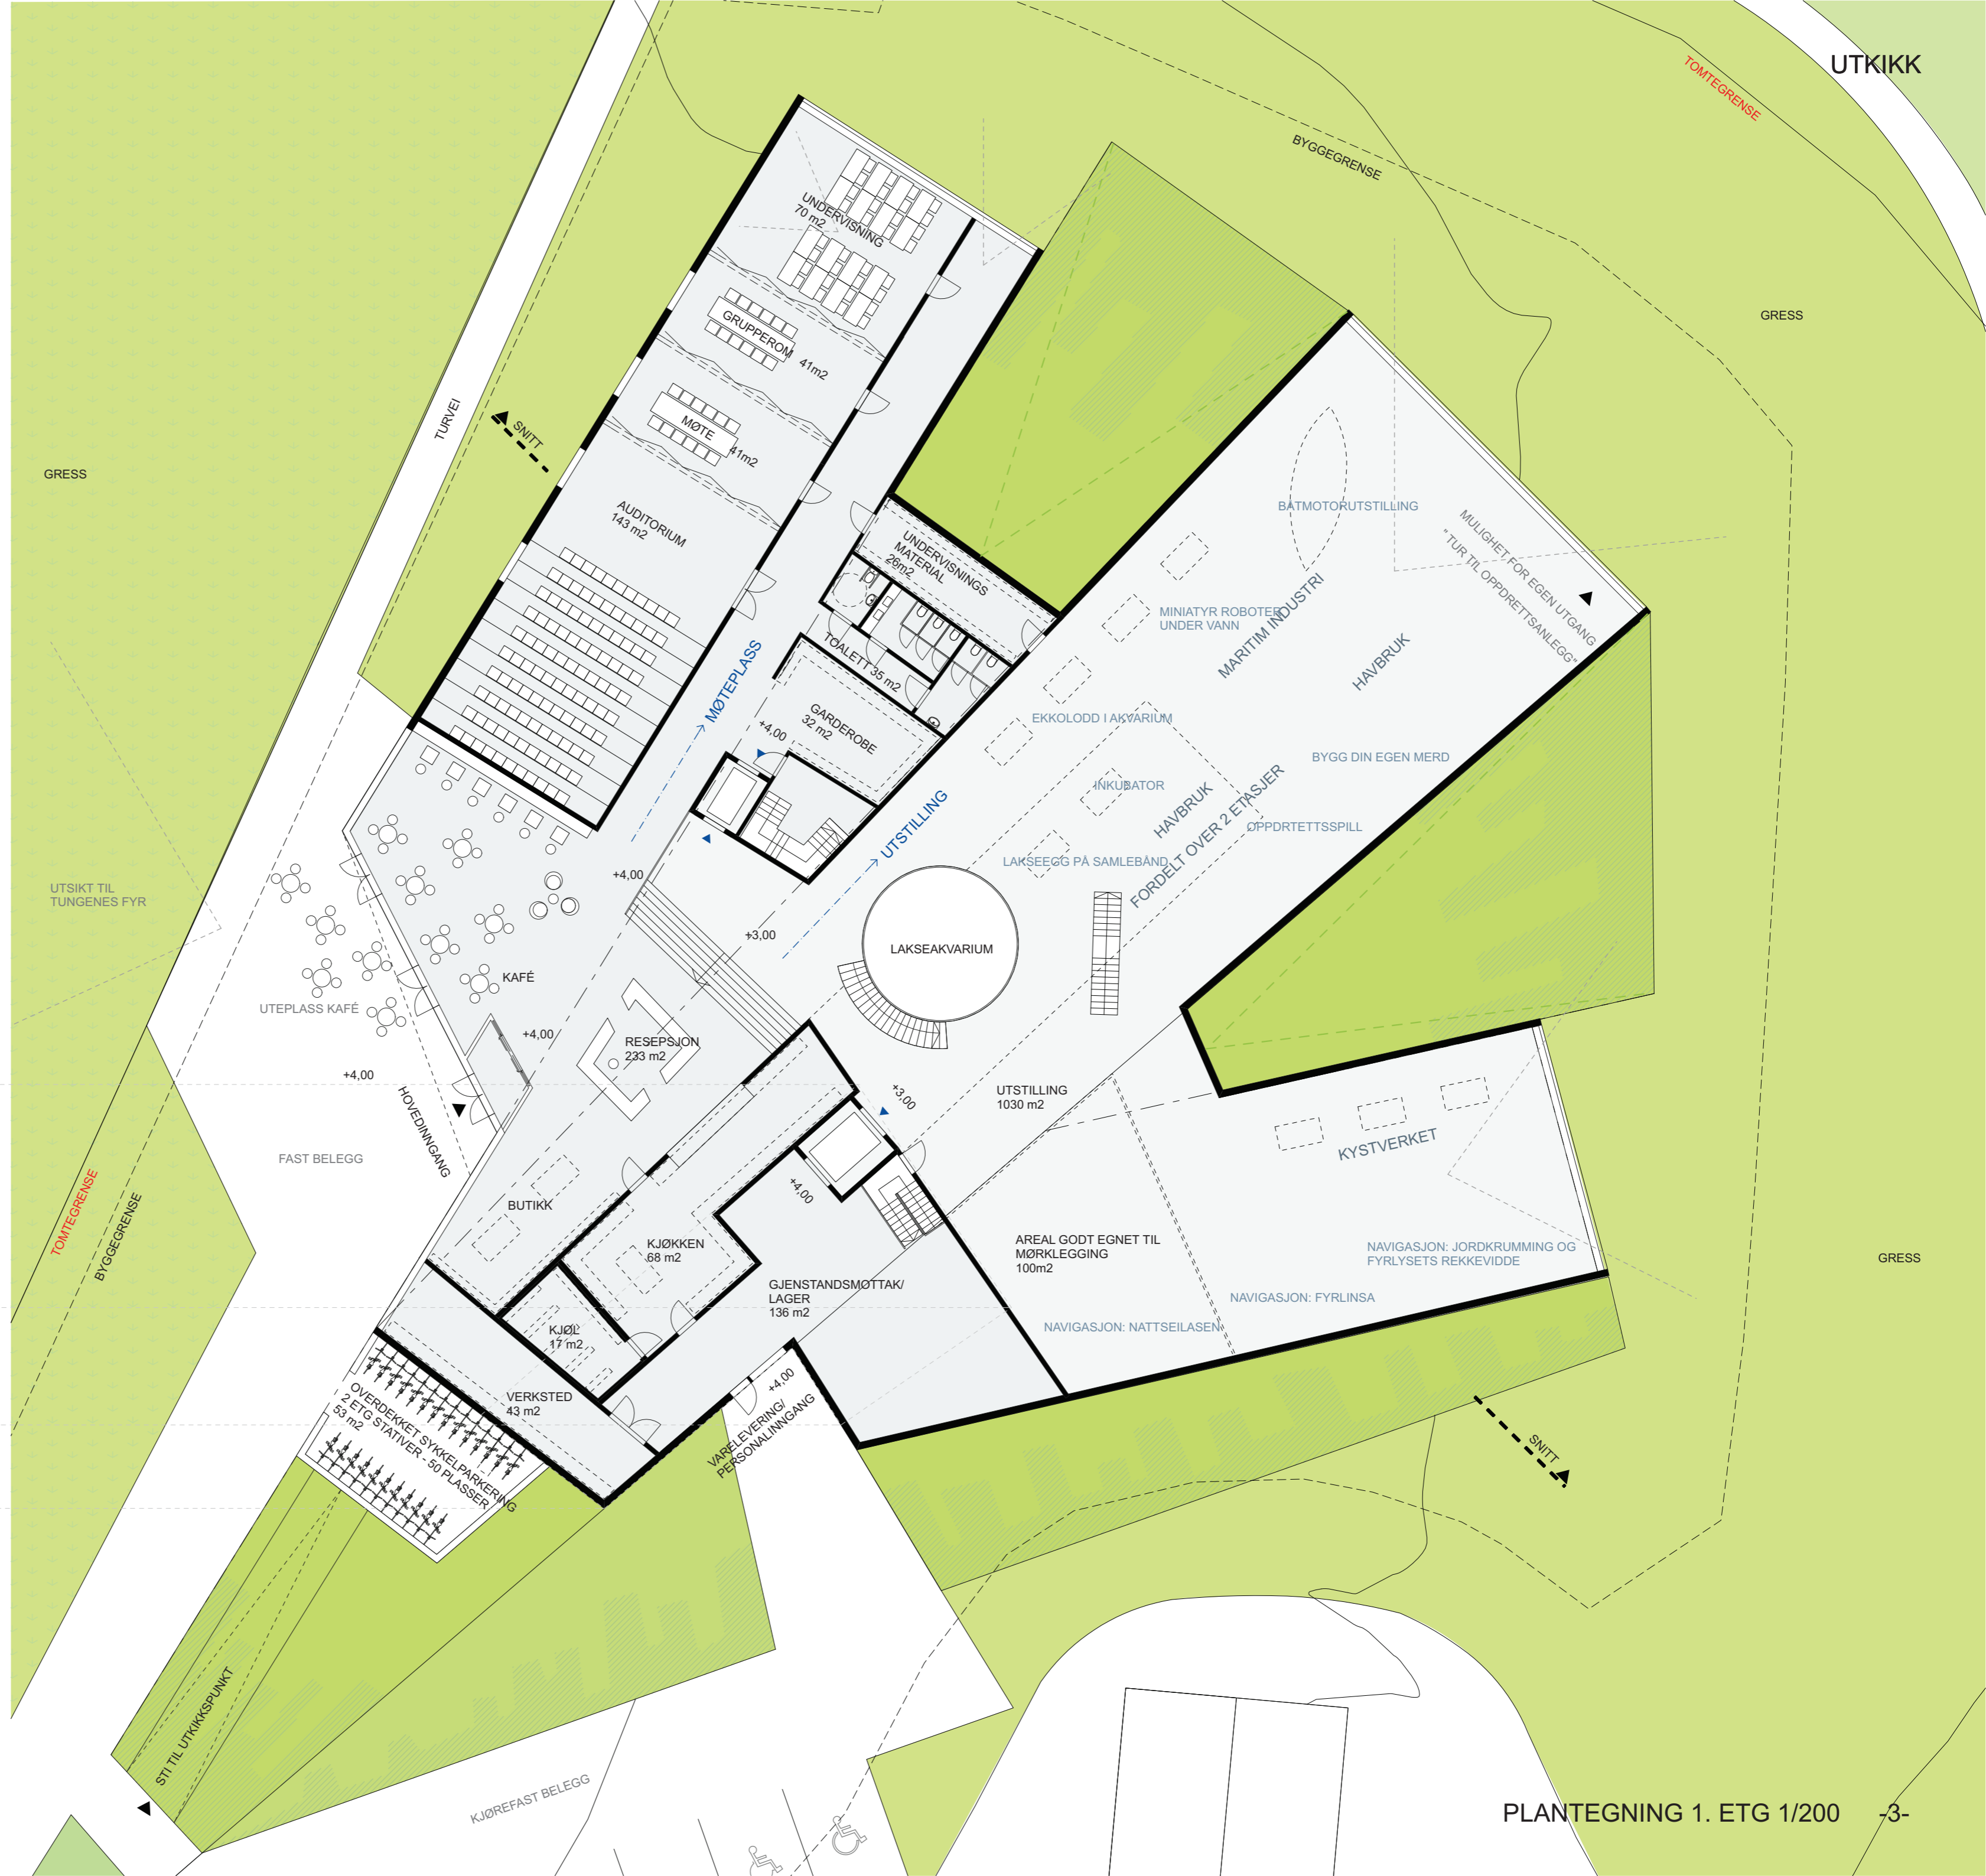 UTKIKK
TOMTEGRENSE
BYGGEGRENSE
GRESS
UNDERVISNING
70 m2
GRUPPEROM
41m2
MØTE
41m2
TURVEI
SNITT
GRESS
AUDITORIUM
143 m2
UNDERVISNINGS
MATERIAL
26m2
BÅTMOTORUTSTILLING
MULIGHET FOR EGEN UTGANG
"TUR TIL OPPDRETTSANLEGG"
MINIATYR ROBOTER
UNDER VANN
MARITIM INDUSTRI
HAVBRUK
TOALETT 35 m2
MØTEPLASS
GARDEROBE
32 m2
+4,00
EKKOLODD I AKVARIUM
BYGG DIN EGEN MERD
INKUBATOR
HAVBRUK
FORDELT OVER 2 ETASJER
OPPDRTETTSSPILL
UTSTILLING
LAKSEEGG PÅ SAMLEBÅND
+4,00
UTSIKT TIL
TUNGENES FYR
+3,00
LAKSEAKVARIUM
KAFÉ
UTEPLASS KAFÉ
+4,00
RESEPSJON
233 m2
+4,00
HOVEDINNGANG
+3,00
UTSTILLING
1030 m2
KYSTVERKET
FAST BELEGG
TOMTEGRENSE
BYGGEGRENSE
BUTIKK
+4,00
KJØKKEN
68 m2
AREAL GODT EGNET TIL
MØRKLEGGING
100m2
NAVIGASJON: JORDKRUMMING OG
FYRLYSETS REKKEVIDDE
GRESS
GJENSTANDSMOTTAK/
LAGER
136 m2
NAVIGASJON: FYRLINSA
NAVIGASJON: NATTSEILASEN
KJØL
17 m2
VERKSTED
43 m2
+4,00
VARELEVERING/
PERSONALINNGANG
OVERDEKKET SYKKELPARKERING
2 ETG STATIVER - 50 PLASSER
53 m2
SNITT
STI TIL UTKIKKSPUNKT
KJØREFAST BELEGG
PLANTEGNING 1. ETG 1/200 -3-